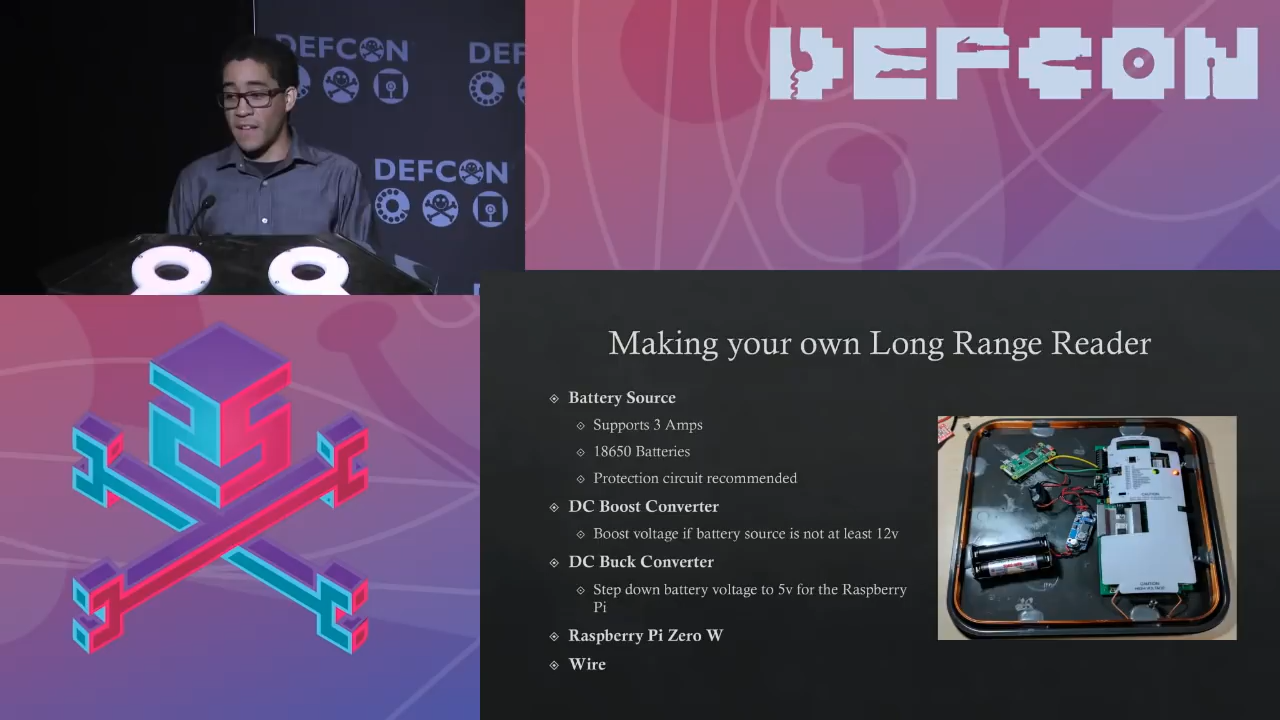 DEFCON
DEF
DEFCON
DEFCON
Making your own Long Range Reader
Battery Source
Supports 3 Amps
18650 Batteries
Protection circuit recommended
DC Boost Converter
Boost voltage if battery source is not at least 12v
DC Buck Converter
Step down battery voltage to 5v for the Raspberry
Pi
Raspberry Pi Zero W
Wire
CAUTION
CAUTION